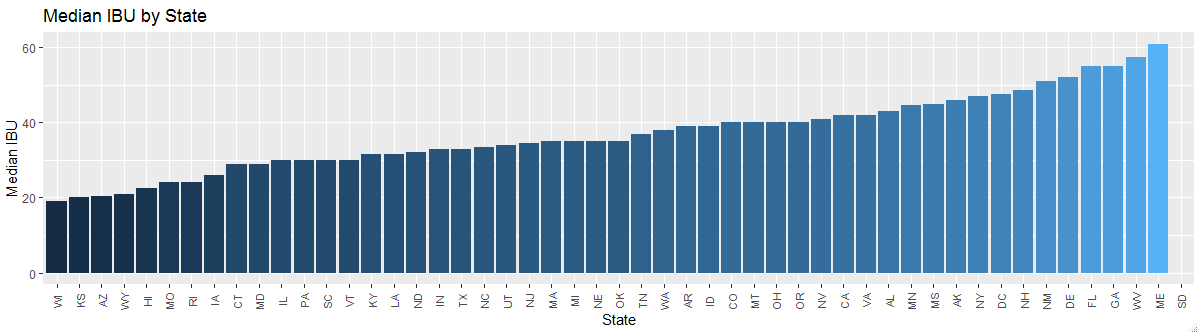 Median IBU by State
60
40
20
0
Median IBU
WI KS AZ WY HI MO RI IA CT MD IL PA SC VT KY LA ND IN TX NC UT NJ MA MI NE OK TN WA AR ID CO MT OH OR NV CA VA AL MN MS AK NY DC NH NM DE FL GA WV ME SD
State